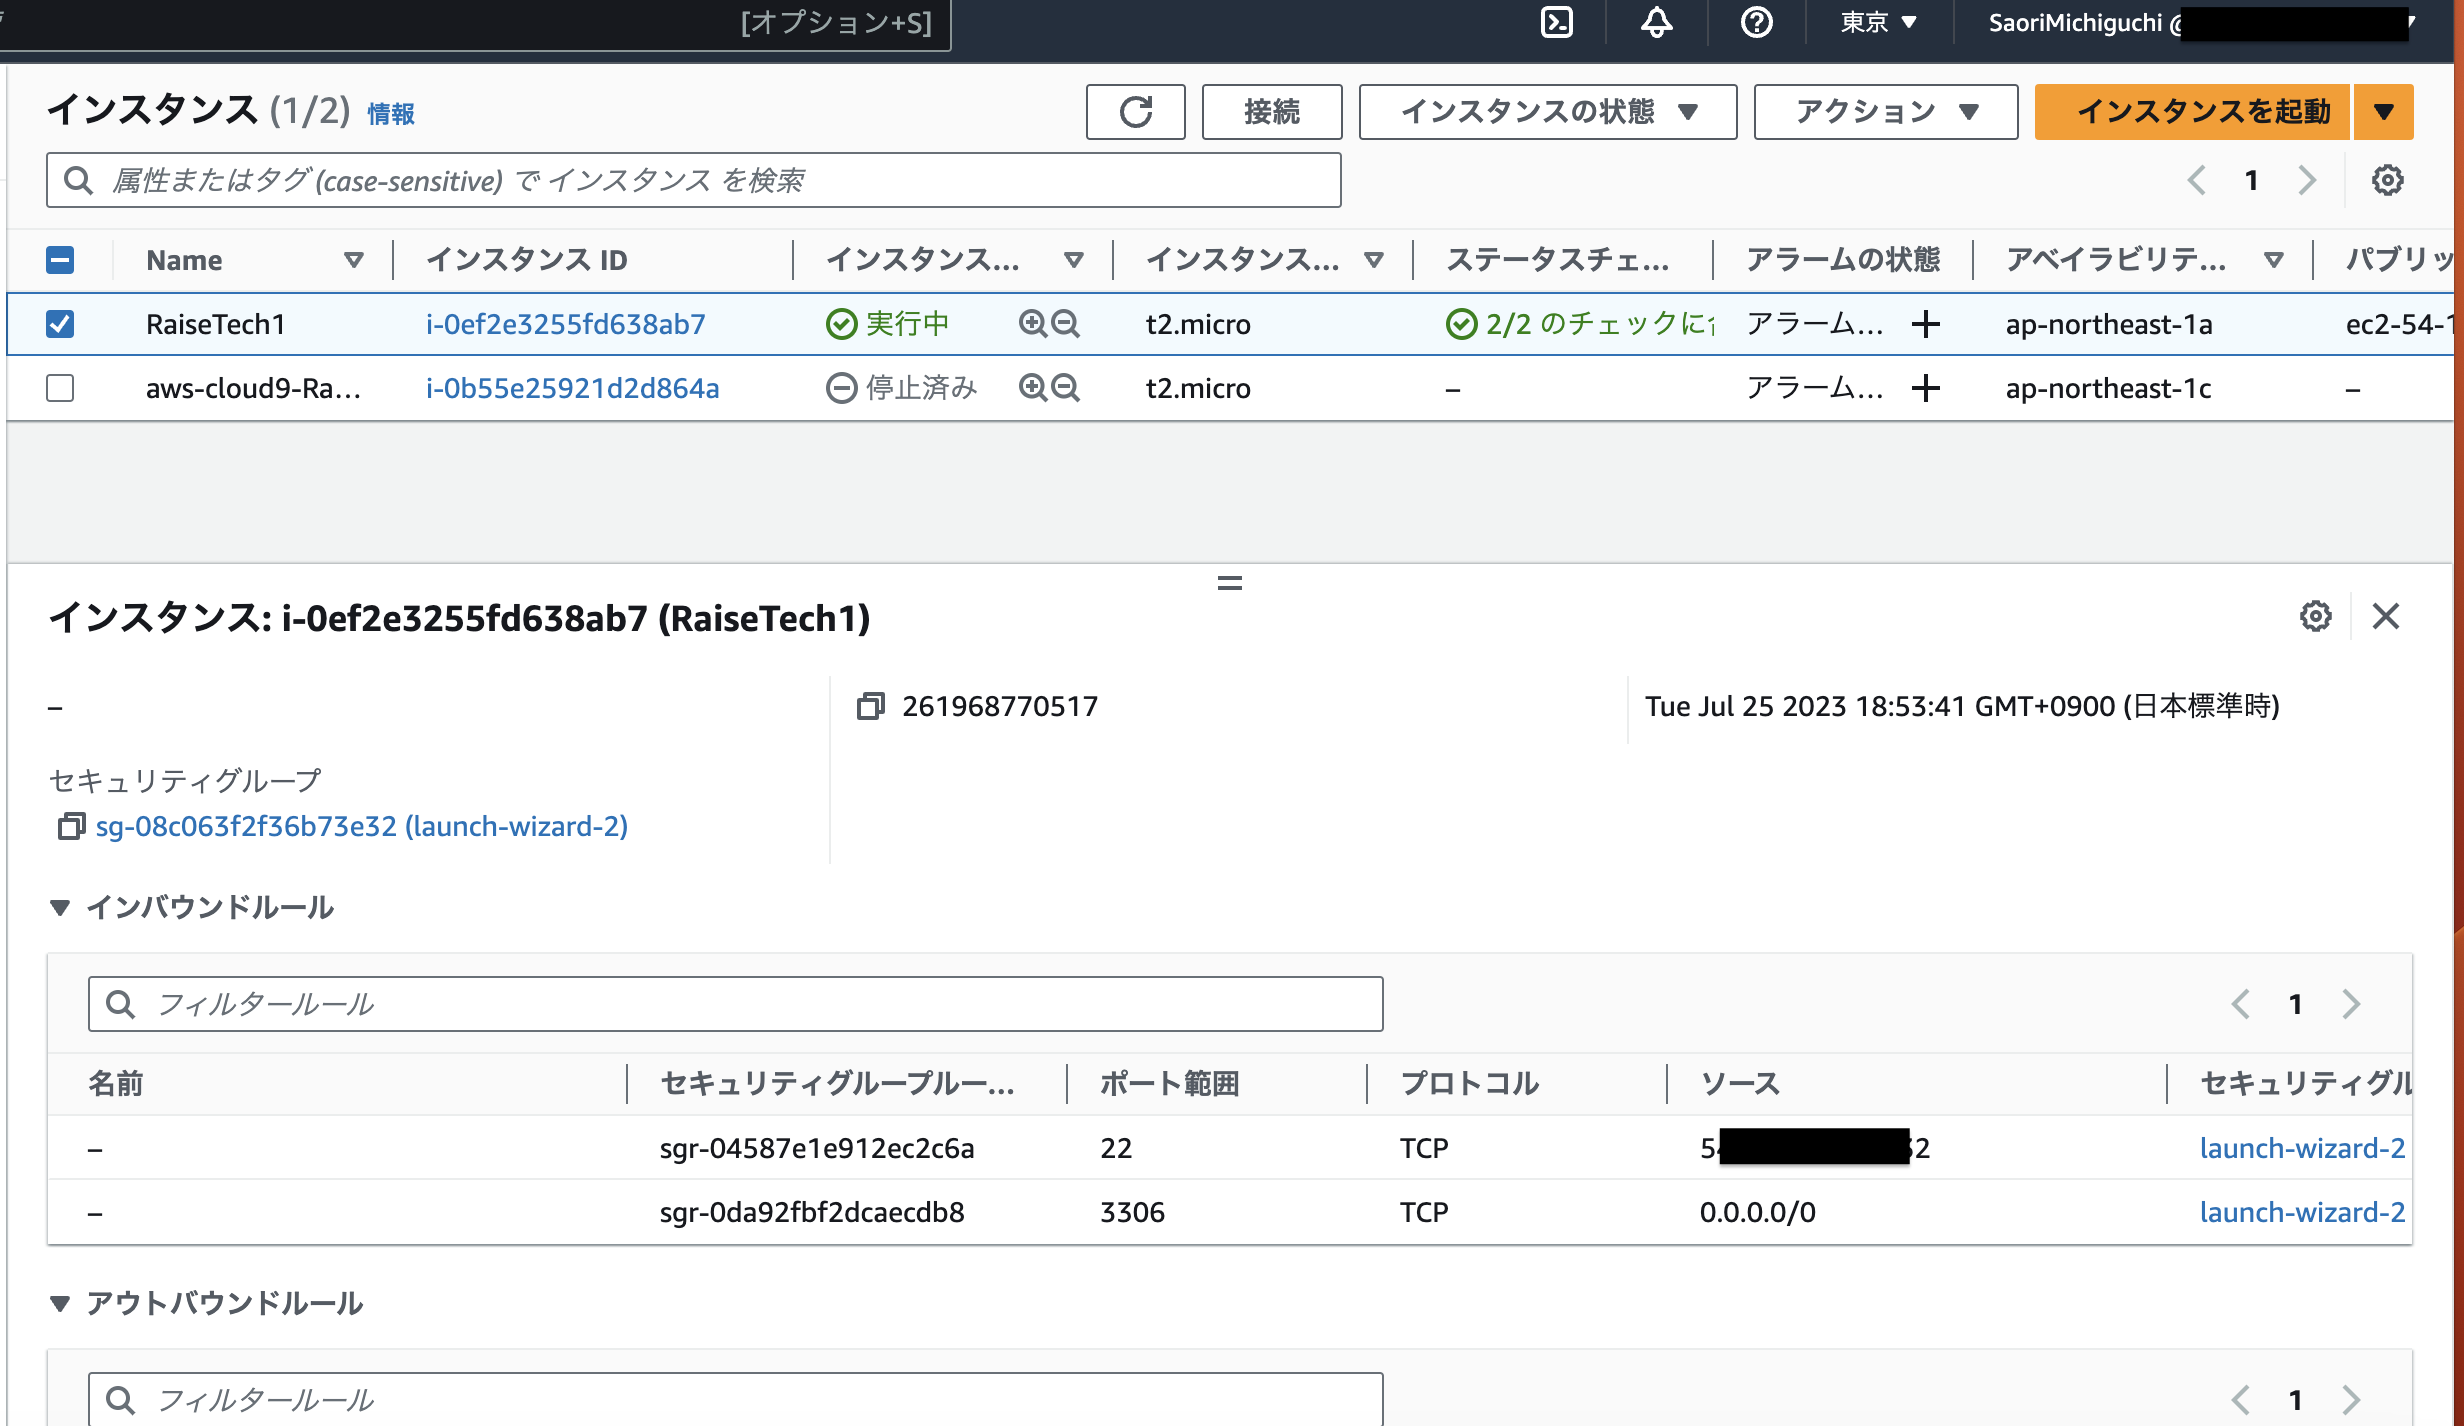 [オプション+S] 東京 SaoriMichiguchi @
インスタンス (1/2) 情報 接続 インスタンスの状態 アクション インスタンスを起動
属性またはタグ (case-sensitive) で インスタンス を検索 1
Name インスタンス ID インスタンス... インスタンス... ステータスチェ... アラームの状態 アベイラビリテ... パブリッ
RaiseTech1 i-0ef2e3255fd638ab7 実行中 t2.micro 2/2 のチェックに アラーム... ap-northeast-1a ec2-54-1
aws-cloud9-Ra... i-0b55e25921d2d864a 停止済み t2.micro – アラーム... ap-northeast-1c –
インスタンス: i-0ef2e3255fd638ab7 (RaiseTech1)
– 261968770517 Tue Jul 25 2023 18:53:41 GMT+0900 (日本標準時)
セキュリティグループ
sg-08c063f2f36b73e32 (launch-wizard-2)
インバウンドルール
フィルタールール 1
名前 セキュリティグループルー... ポート範囲 プロトコル ソース セキュリティグル
– sgr-04587e1e912ec2c6a 22 TCP 5 2 launch-wizard-2
– sgr-0da92fbf2dcaecdb8 3306 TCP 0.0.0.0/0 launch-wizard-2
アウトバウンドルール
フィルタールール 1